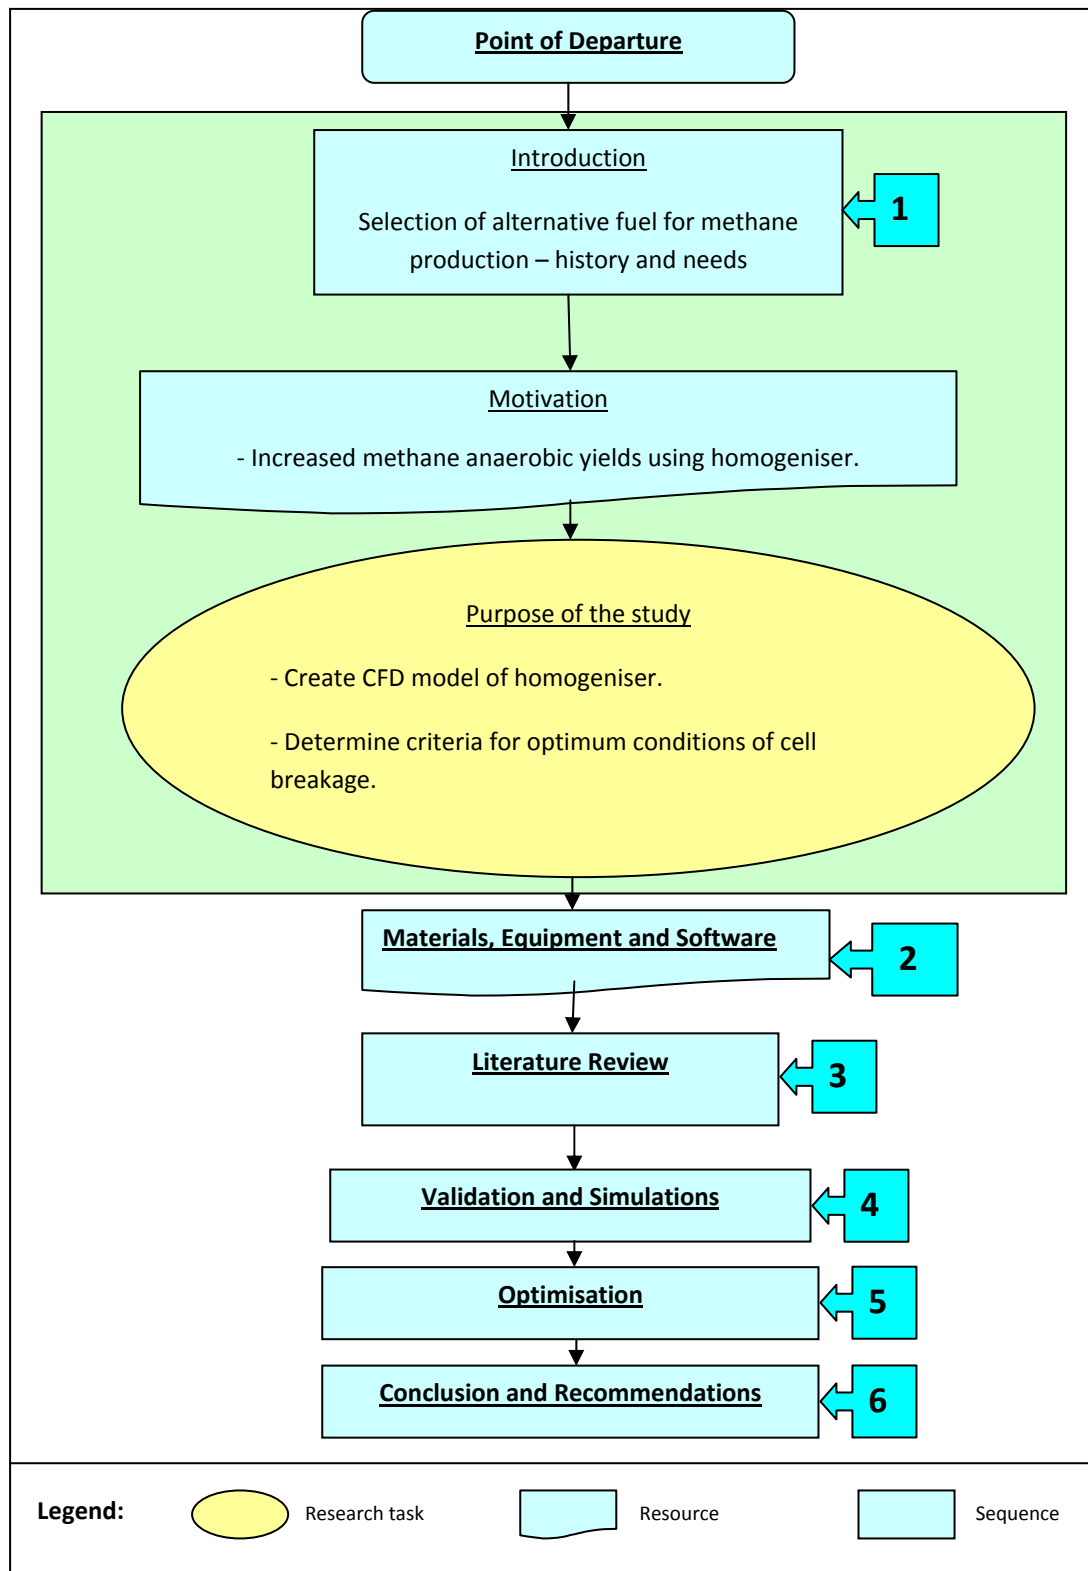 Point of Departure
Introduction
Selection of alternative fuel for methane
production – history and needs
1
Motivation
- Increased methane anaerobic yields using homogeniser.
Purpose of the study
- Create CFD model of homogeniser.
- Determine criteria for optimum conditions of cell
breakage.
Materials, Equipment and Software
2
Literature Review
3
Validation and Simulations
4
Optimisation
5
Conclusion and Recommendations
6
Legend:
Research task
Resource
Sequence